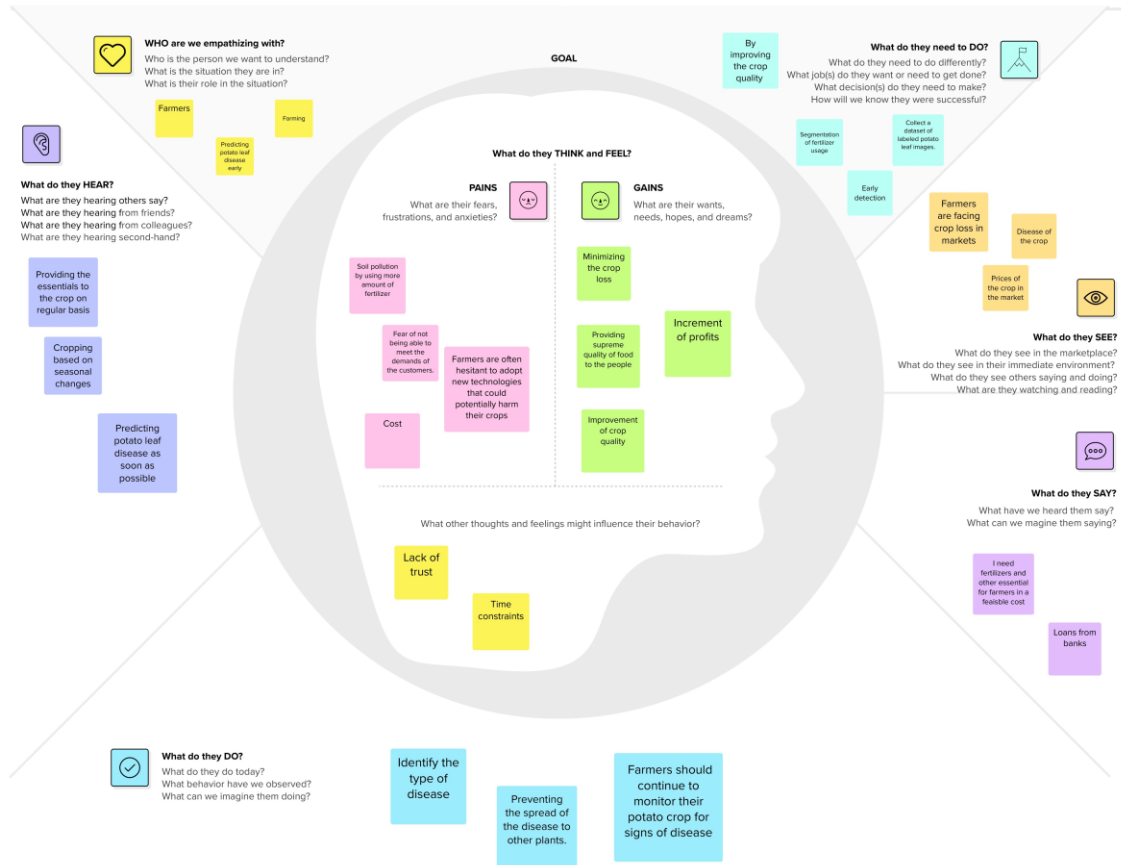 WHO are we empathizing with?
Who is the person we want to understand?
What is the situation they are in?
What is their role in the situation?
Farmers
Predicting
potato leaf
disease
early
Farming
GOAL
By
improving
the crop
quality
What do they need to DO?
What do they need to do differently?
What job(s) do they want or need to get done?
What decision(s) do they need to make?
How will we know they were successful?
Segmentation
of fertilizer
usage
Collect a
dataset of
labeled potato
leaf images.
Early
detection
What do they HEAR?
What are they hearing others say?
What are they hearing from friends?
What are they hearing from colleagues?
What are they hearing second-hand?
Providing the
essentials to
the crop on
regular basis
Cropping
based on
seasonal
changes
Predicting
potato leaf
disease as
soon as
possible
What do they THINK and FEEL?
PAINS
What are their fears,
frustrations, and anxieties?
Soil pollution
by using more
amount of
fertilizer
Fear of not
being able to
meet the
demands of
the customers.
Farmers are often
hesitant to adopt
new technologies
that could
potentially harm
their crops
Cost
GAINS
What are their wants,
needs, hopes, and dreams?
Minimizing
the crop
loss
Providing
supreme
quality of food
to the people
Increment
of profits
Improvement
of crop
quality
What other thoughts and feelings might influence their behavior?
Lack of
trust
Time
constraints
Farmers
are facing
crop loss in
markets
Disease of
the crop
Prices of
the crop in
the market
What do they SEE?
What do they see in the marketplace?
What do they see in their immediate environment?
What do they see others saying and doing?
What are they watching and reading?
What do they SAY?
What have we heard them say?
What can we magine them saying?
I need
fertilizers and
other essential
for farmers in a
feaisble cost
Loans from
banks
What do they DO?
What do they do today?
What behavior have we observed?
What can we imagine them doing?
Identify the
type of
disease
Preventing
the spread of
the disease to
other plants.
Farmers should
continue to
monitor their
potato crop for
signs of disease